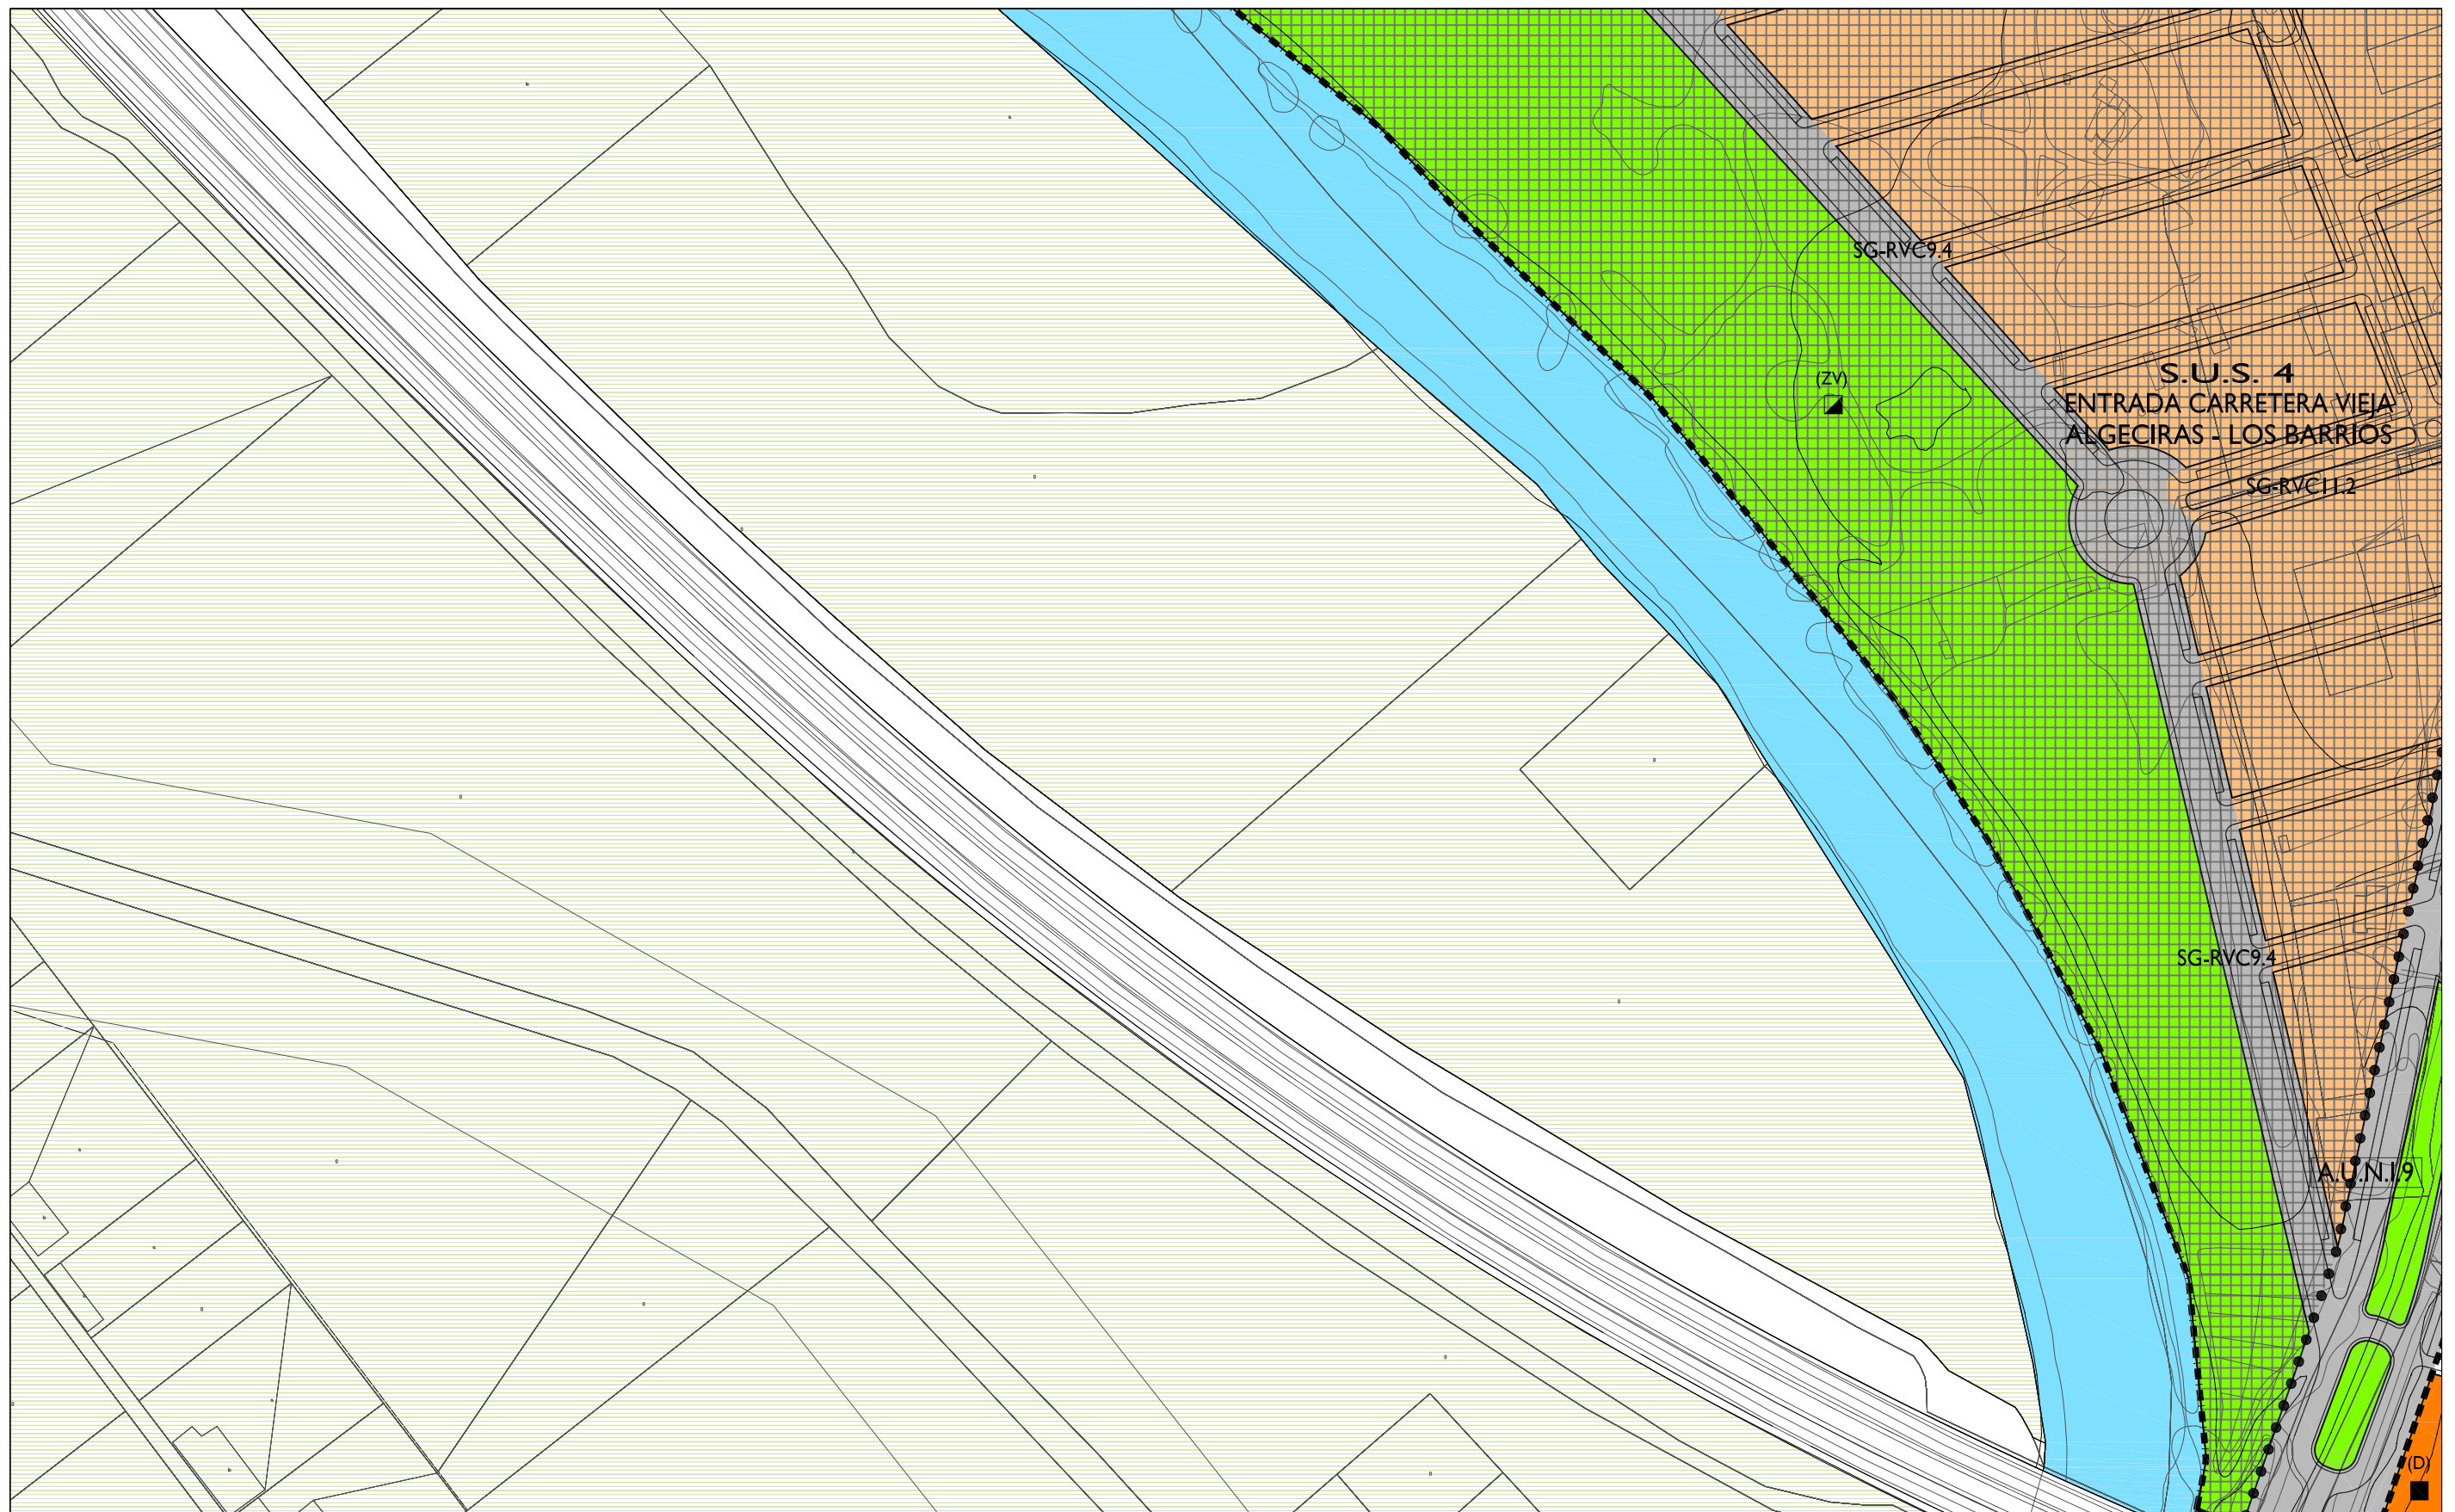 SG-RVC9.4
(ZV)
S.U.S. 4
ENTRADA CARRETERA VIEJA
ALGECIRAS - LOS BARRIOS
SG-RVC11.2
SG-RVC9.4
A.U.N.I.9
(D)